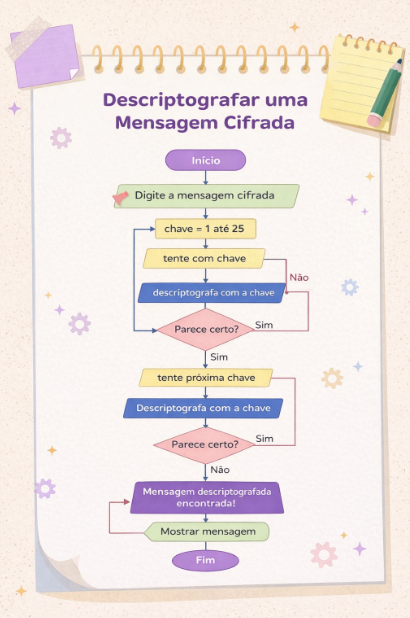 Descriptografar uma
Mensagem Cifrada
Início
Digite a mensagem cifrada
chave = 1 até 25
tente com chave
Não
descriptografa com a chave
Parece certo?
Sim
Sim
tente próxima chave
Descriptografa com a chave
Parece certo?
Sim
Não
Mensagem descriptografada
encontrada!
Mostrar mensagem
Fim